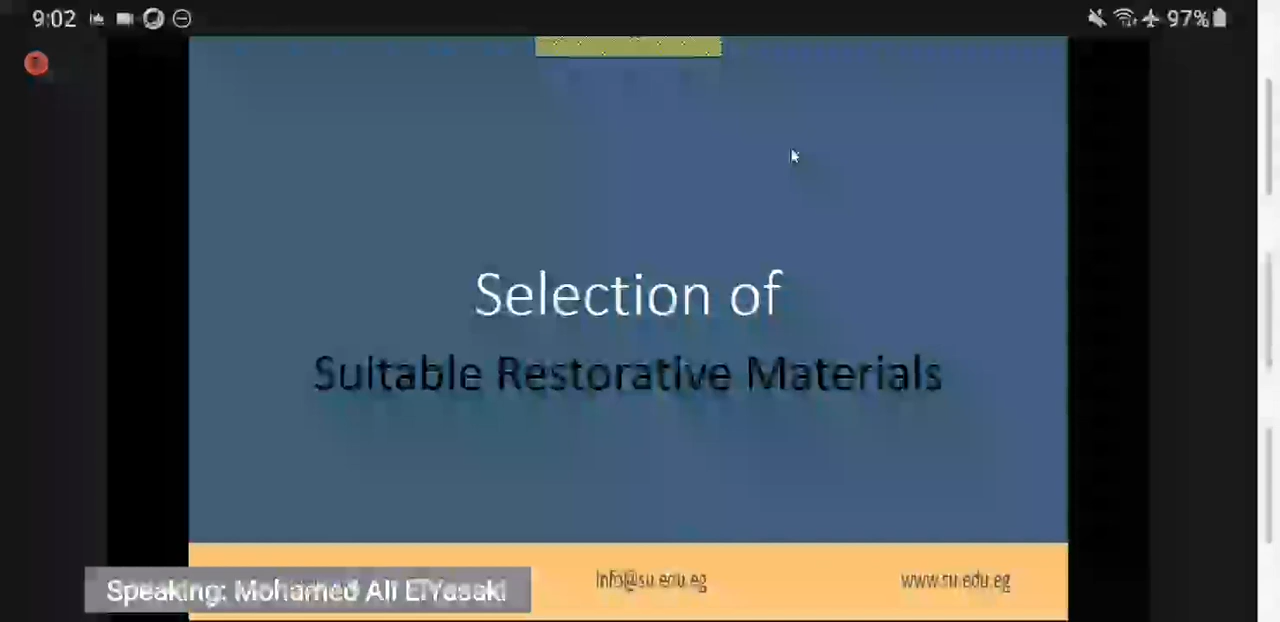 9:02
97%
Selection of
Suitable Restorative Materials
Info@su.edu.eg
www.su.edu.eg
Speaking: Mohamed Ali ElYasaki